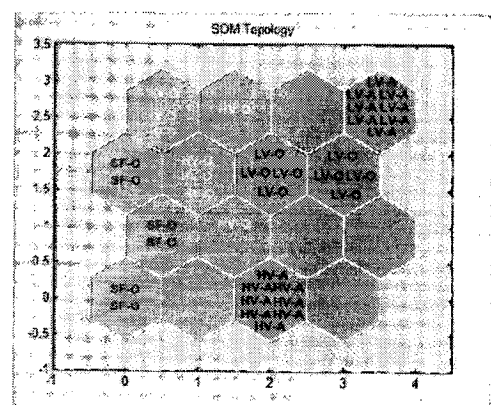 SOM Topology
3.5
3
LV-A
LV-A LV-A
LV-A LV-A
LV-A
2.5
2
SF-O
SF-O
LV-O
LV-O LV-O
LV-O
LV-O
LV-O LV-O
LV-O
1.5
1
SF-O
SF-O
0.5
HV-A
HV-A HV-A
HV-A HV-A
HV-A HV-A
HV-A
SF-O
SF-O
0
-0.5
-1
-1 0 1 2 3 4